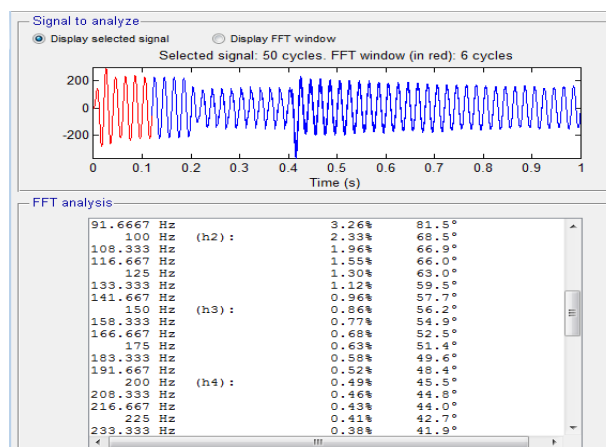 Signal to analyze
Display selected signal Display FFT window
Selected signal: 50 cycles. FFT window (in red): 6 cycles
200
0
-200
0 0.1 0.2 0.3 0.4 0.5 0.6 0.7 0.8 0.9 1
Time (s)
FFT analysis
91.6667 Hz 3.26% 81.5°
100 Hz (h2): 2.33% 68.5°
108.333 Hz 1.96% 66.9°
116.667 Hz 1.55% 66.0°
125 Hz 1.30% 63.0°
133.333 Hz 1.12% 59.5°
141.667 Hz 0.96% 57.7°
150 Hz (h3): 0.86% 56.2°
158.333 Hz 0.77% 54.9°
166.667 Hz 0.68% 52.5°
175 Hz 0.63% 51.4°
183.333 Hz 0.58% 49.6°
191.667 Hz 0.52% 48.4°
200 Hz (h4): 0.49% 45.5°
208.333 Hz 0.46% 44.8°
216.667 Hz 0.43% 44.0°
225 Hz 0.41% 42.7°
233.333 Hz 0.38% 41.9°